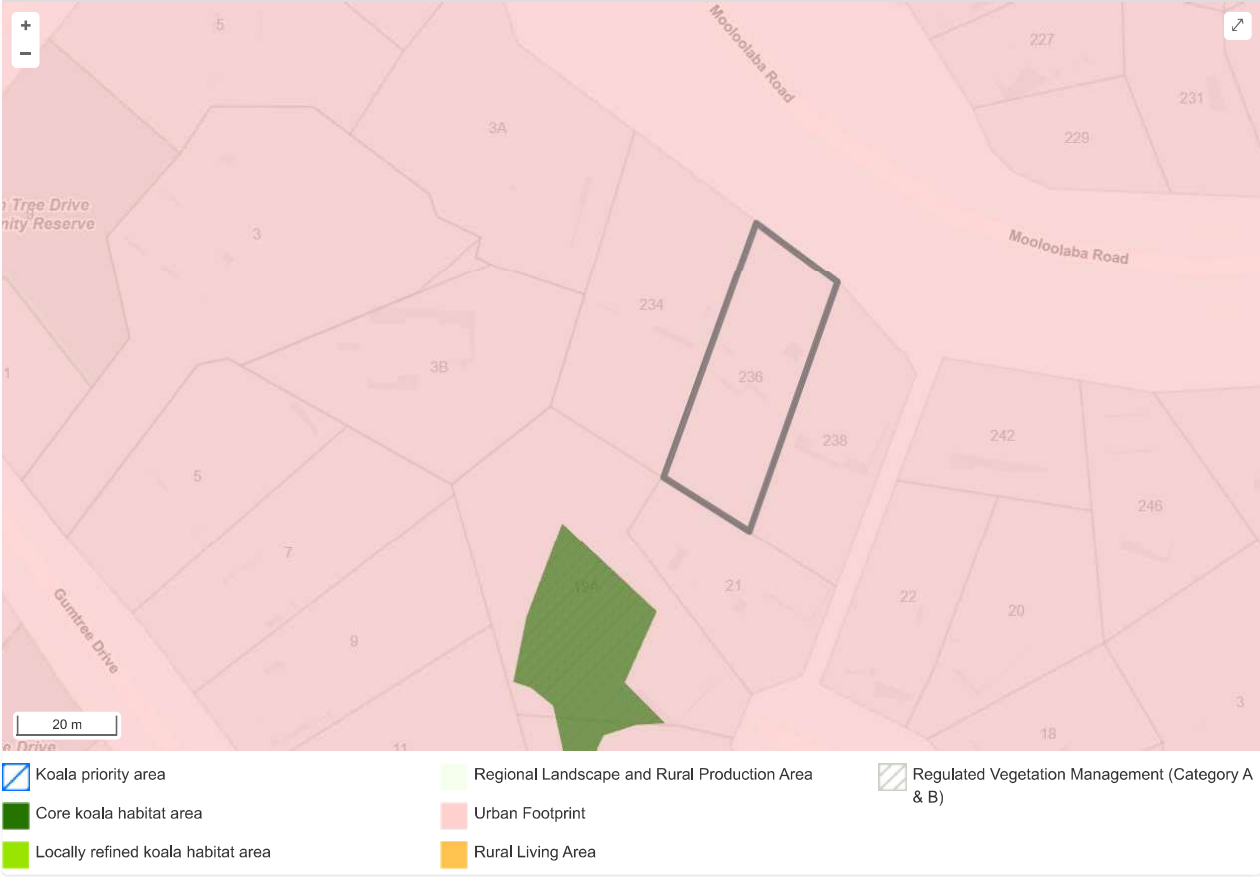 +
−
5
Mooloolaba Road
227
231
3A
229
Tree Drive
9
nity Reserve
3
Mooloolaba Road
234
3B
1
236
238
242
5
246
7
19A
21
22
20
Gumtree Drive
9
3
20 m
e Drive
11
18
Koala priority area
Regional Landscape and Rural Production Area
Regulated Vegetation Management (Category A
& B)
Core koala habitat area
Urban Footprint
Locally refined koala habitat area
Rural Living Area